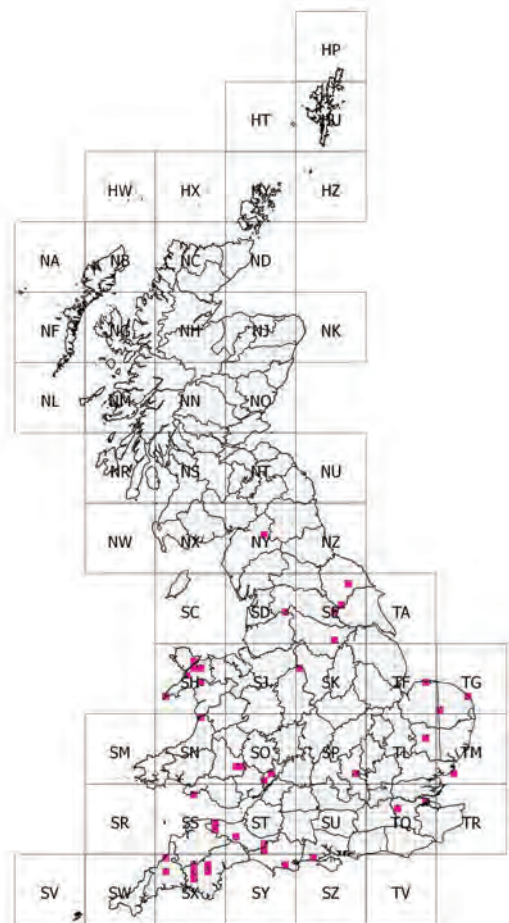 HP
HT HU
HW HX HY HZ
NA NB NC ND
NF NG NH NJ NK
NL NM NN NO
NR NS NT NU
NW NX NY NZ
SC SD SE TA
SH SJ SK TF TG
SM SN SO SP TL TM
SR SS ST SU TQ TR
SV SW SX SY SZ TV